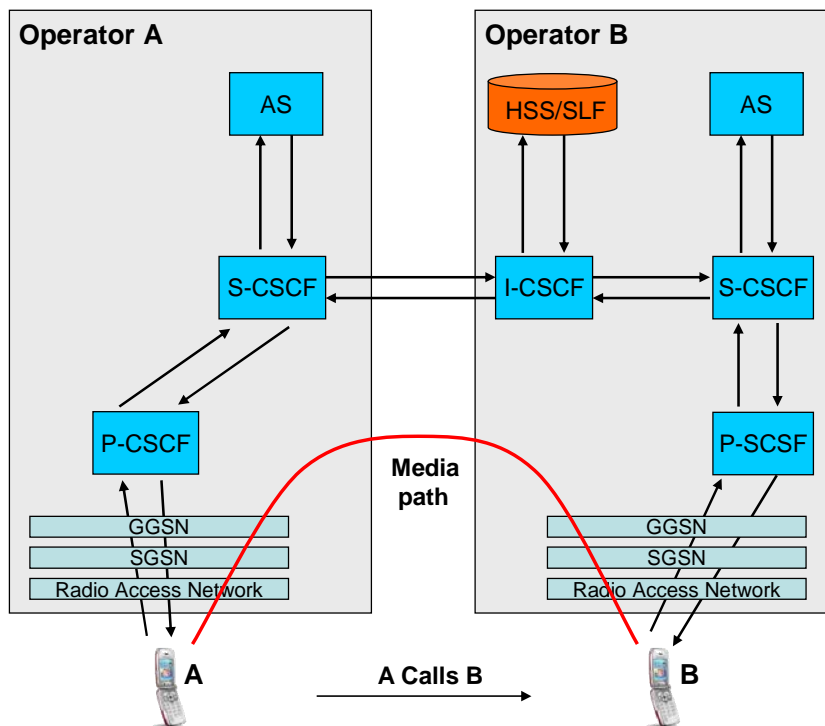 Operator A
Operator B
AS
HSS/SLF
AS
S-CSCF
I-CSCF
S-CSCF
P-CSCF
P-SCSF
Media
path
GGSN
GGSN
SGSN
SGSN
Radio Access Network
Radio Access Network
A
A Calls B
B